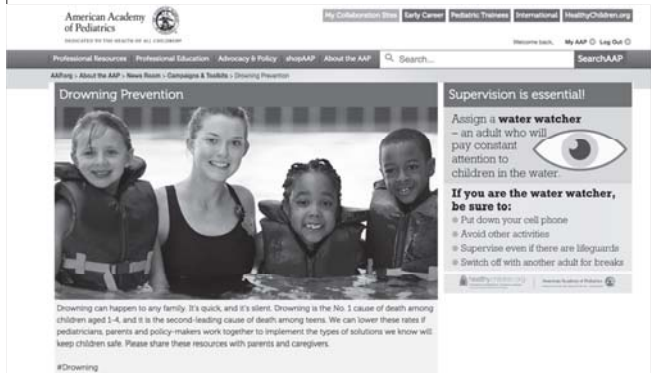 American Academy
of Pediatrics
DEDICATED TO THE HEALTH OF ALL CHILDREN®
My Collaboration Sites Early Career Pediatric Trainees International HealthyChildren.org
Welcome back, My AAP Log Out
Professional Resources Professional Education Advocacy & Policy shopAAP About the AAP Search... SearchAAP
AAP.org > About the AAP > News Room > Campaigns & Toolkits > Drowning Prevention
Drowning Prevention
Drowning can happen to any family. It's quick, and it's silent. Drowning is the No. 1 cause of death among
children aged 1-4, and it is the second-leading cause of death among teens. We can lower these rates if
pediatricians, parents and policy-makers work together to implement the types of solutions we know will
keep children safe. Please share these resources with parents and caregivers.
#Drowning
Supervision is essential!
Assign a water watcher
– an adult who will
pay constant
attention to
children in the water.
If you are the water watcher,
be sure to:
Put down your cell phone
Avoid other activities
Supervise even if there are lifeguards
Switch off with another adult for breaks
healthychildren.org
American Academy of Pediatrics